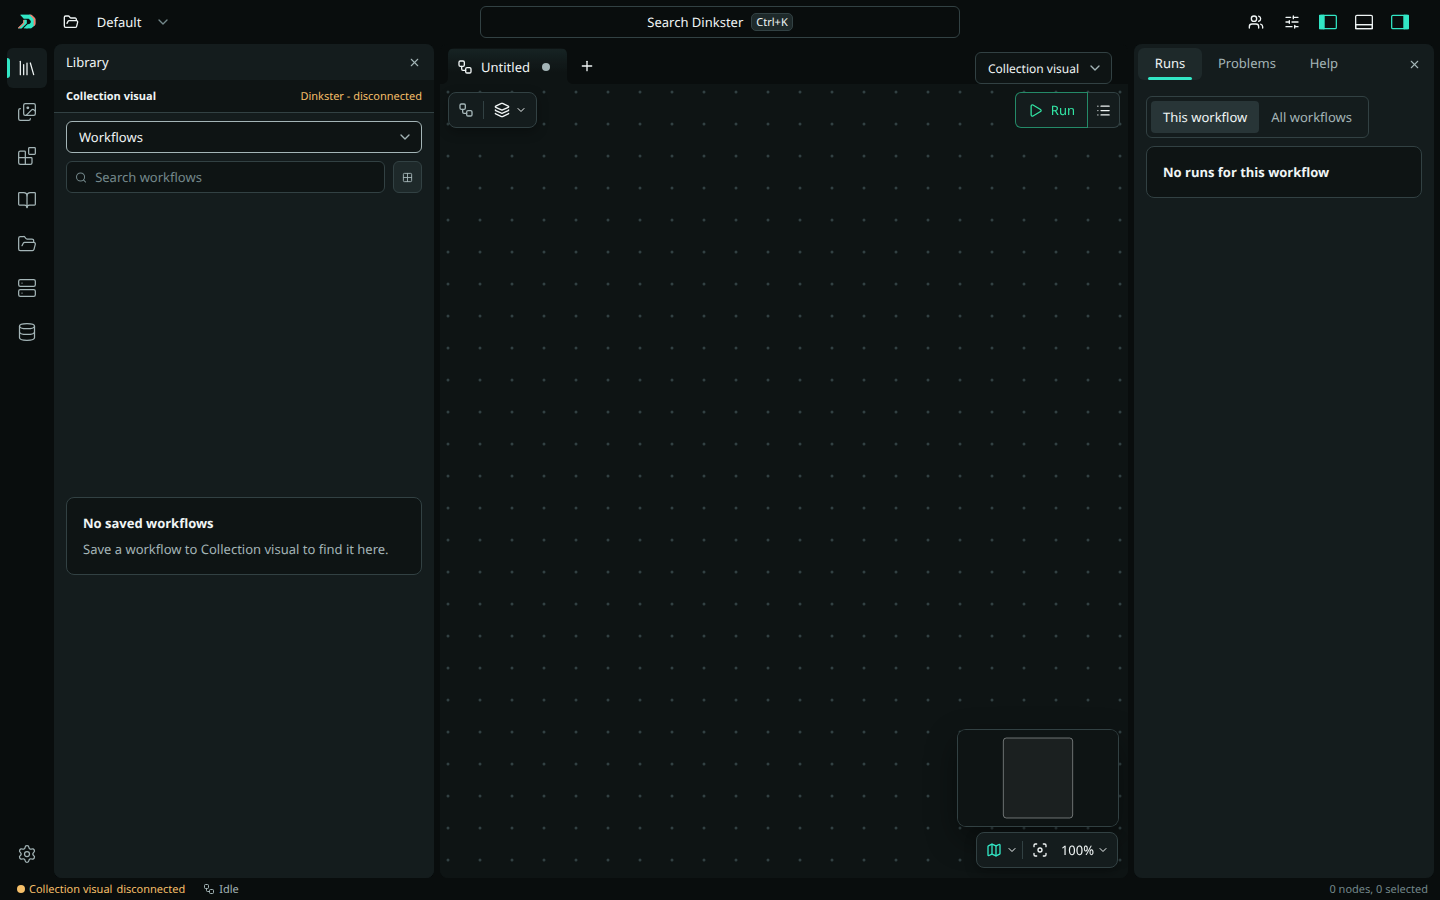 Default
Search Dinkster Ctrl+K
Library
Collection visual Dinkster - disconnected
Workflows
Search workflows
No saved workflows
Save a workflow to Collection visual to find it here.
Untitled
Collection visual
Run
100%
Runs Problems Help
This workflow All workflows
No runs for this workflow
Collection visual disconnected Idle
0 nodes, 0 selected